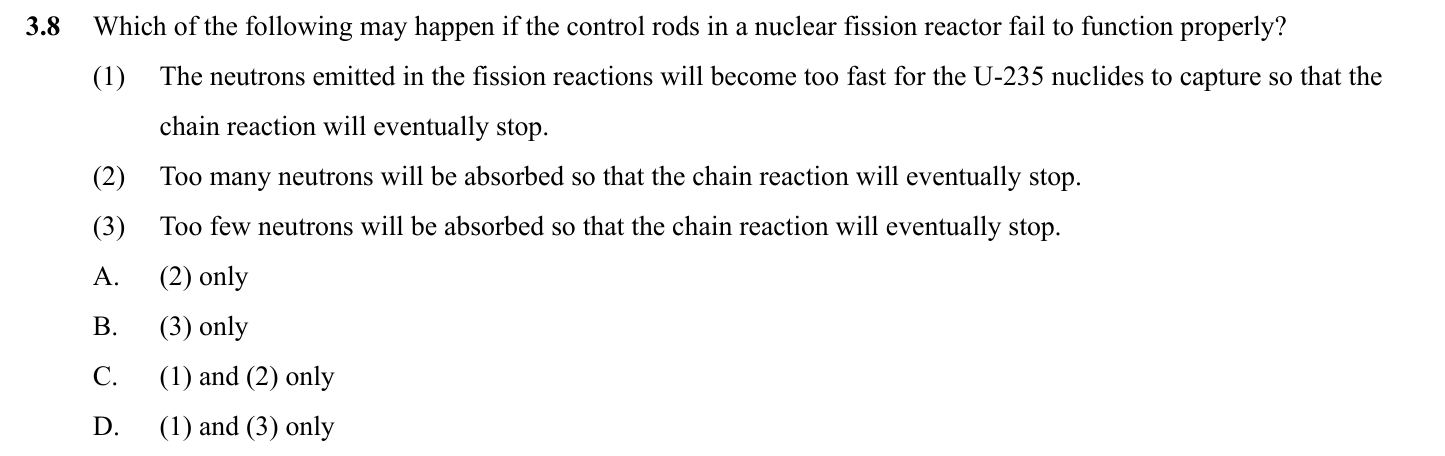 3.8 Which of the following may happen if the control rods in a nuclear fission reactor fail to function properly?
(1) The neutrons emitted in the fission reactions will become too fast for the U-235 nuclides to capture so that the
chain reaction will eventually stop.
(2) Too many neutrons will be absorbed so that the chain reaction will eventually stop.
(3) Too few neutrons will be absorbed so that the chain reaction will eventually stop.
A. (2) only
B. (3) only
C. (1) and (2) only
D. (1) and (3) only